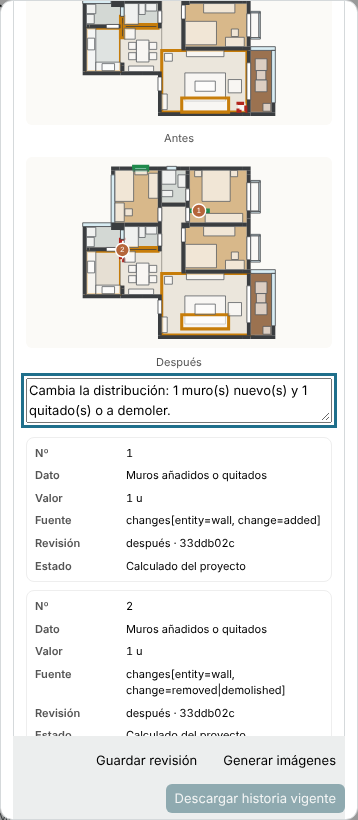 Antes
1
2
Después
Cambia la distribución: 1 muro(s) nuevo(s) y 1
quitado(s) o a demoler.
Nº 1
Dato Muros añadidos o quitados
Valor 1 u
Fuente changes[entity=wall, change=added]
Revisión después · 33ddb02c
Estado Calculado del proyecto
Nº 2
Dato Muros añadidos o quitados
Valor 1 u
Fuente changes[entity=wall,
change=removed|demolished]
Revisión después · 33ddb02c
Estado Calculado del proyecto
Guardar revisión Generar imágenes
Descargar historia vigente